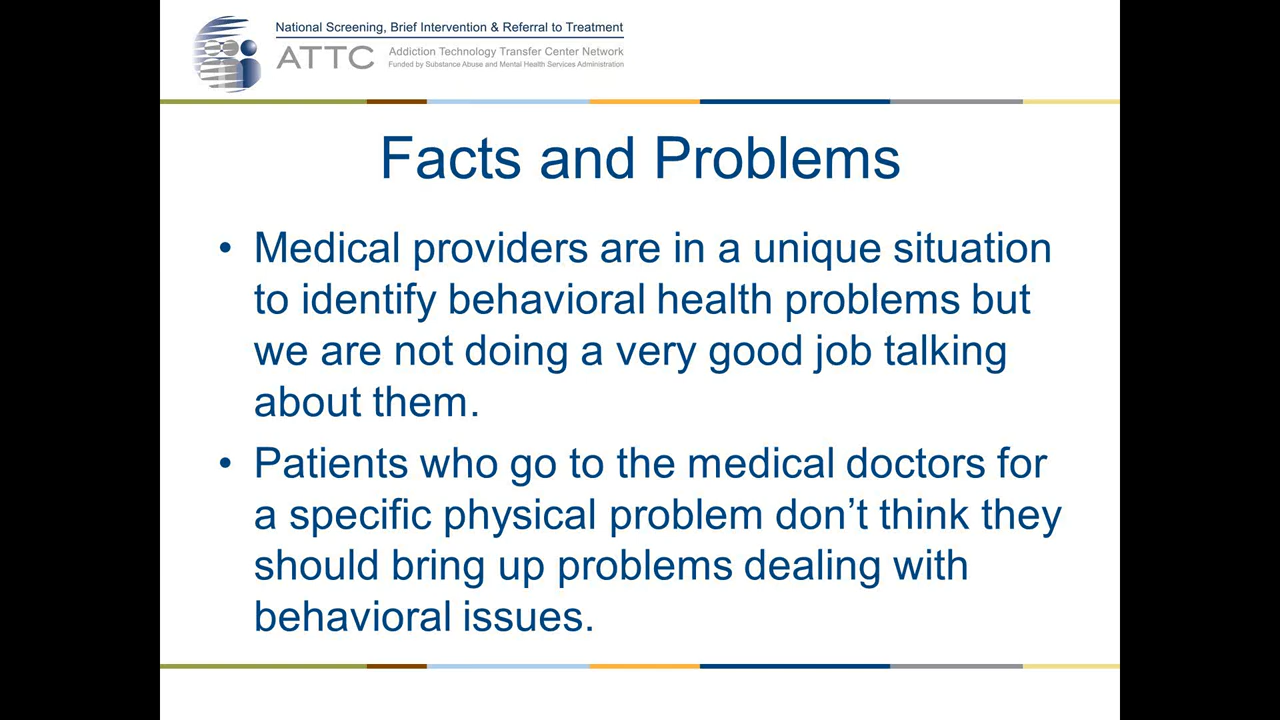 National Screening, Brief Intervention & Referral to Treatment
ATTC Addiction Technology Transfer Center Network
Funded by Substance Abuse and Mental Health Services Administration
Facts and Problems
• Medical providers are in a unique situation
to identify behavioral health problems but
we are not doing a very good job talking
about them.
• Patients who go to the medical doctors for
a specific physical problem don’t think they
should bring up problems dealing with
behavioral issues.